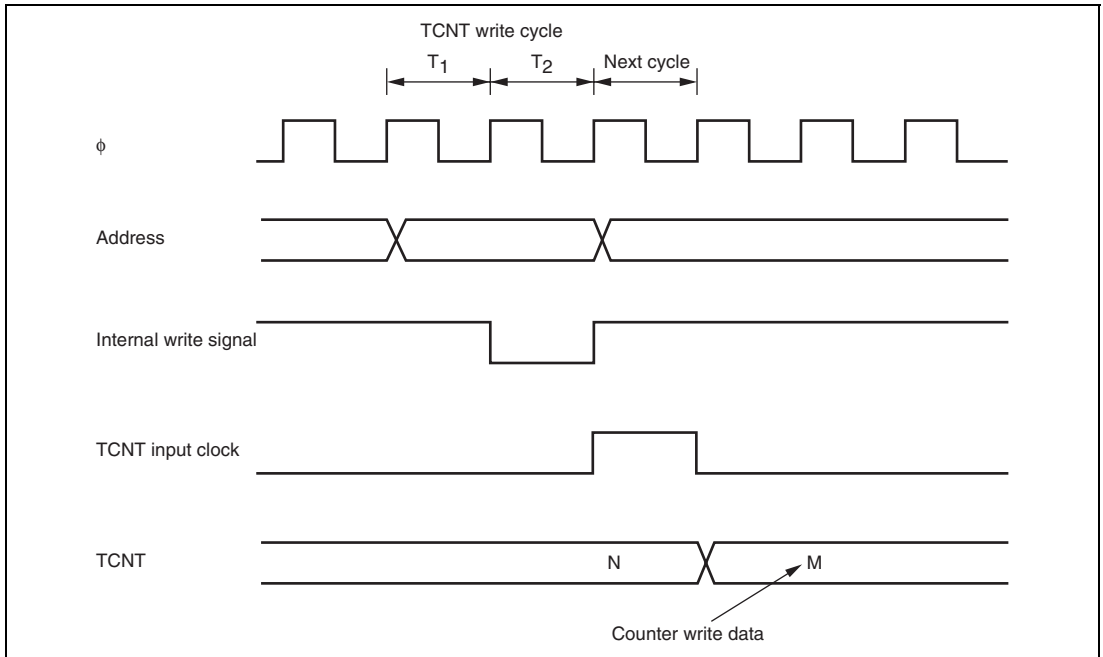 TCNT write cycle
T1 T2 Next cycle
ϕ
Address
Internal write signal
TCNT input clock
TCNT
N M
Counter write data